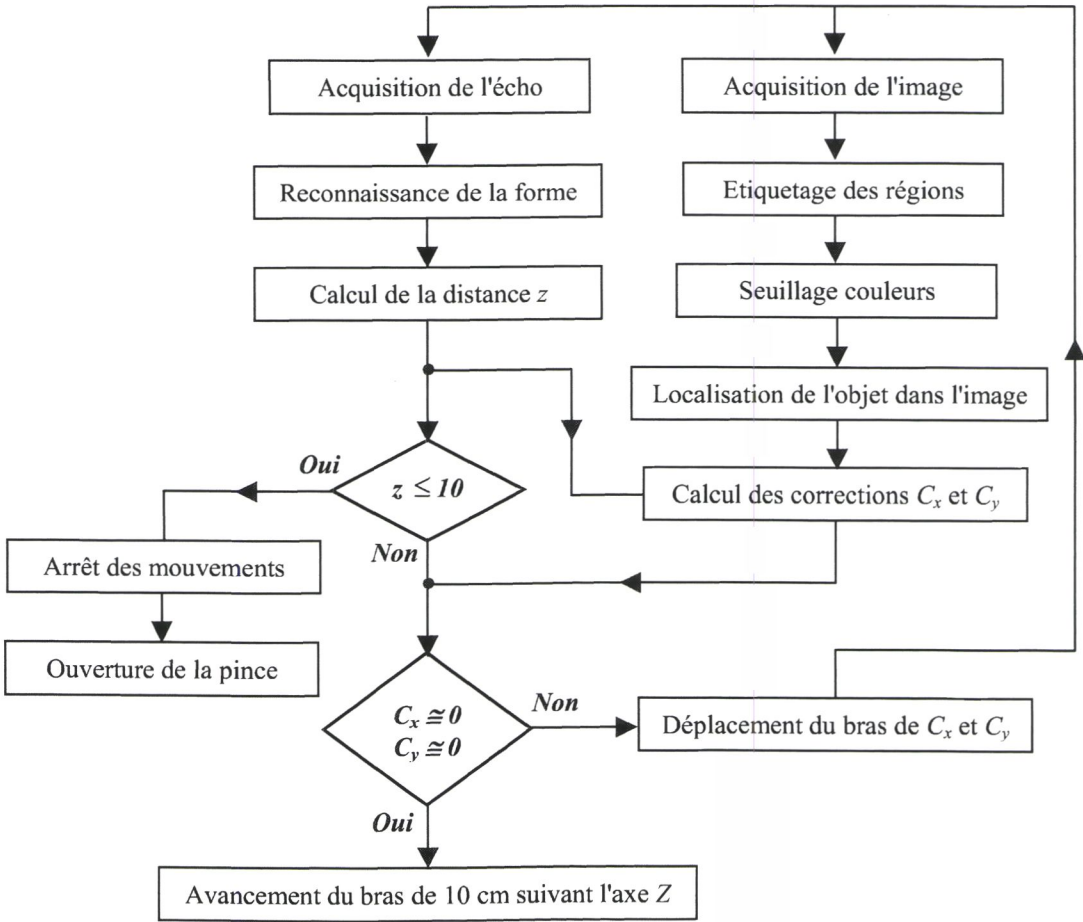 Acquisition de l'écho
Acquisition de l'image
Reconnaissance de la forme
Etiquetage des régions
Calcul de la distance z
Seuillage couleurs
Localisation de l'objet dans l'image
Oui
z ≤ 10
Calcul des corrections Cx et Cy
Non
Arrêt des mouvements
Ouverture de la pince
Cx ≅ 0
Cy ≅ 0
Non
Déplacement du bras de Cx et Cy
Oui
Avancement du bras de 10 cm suivant l'axe Z